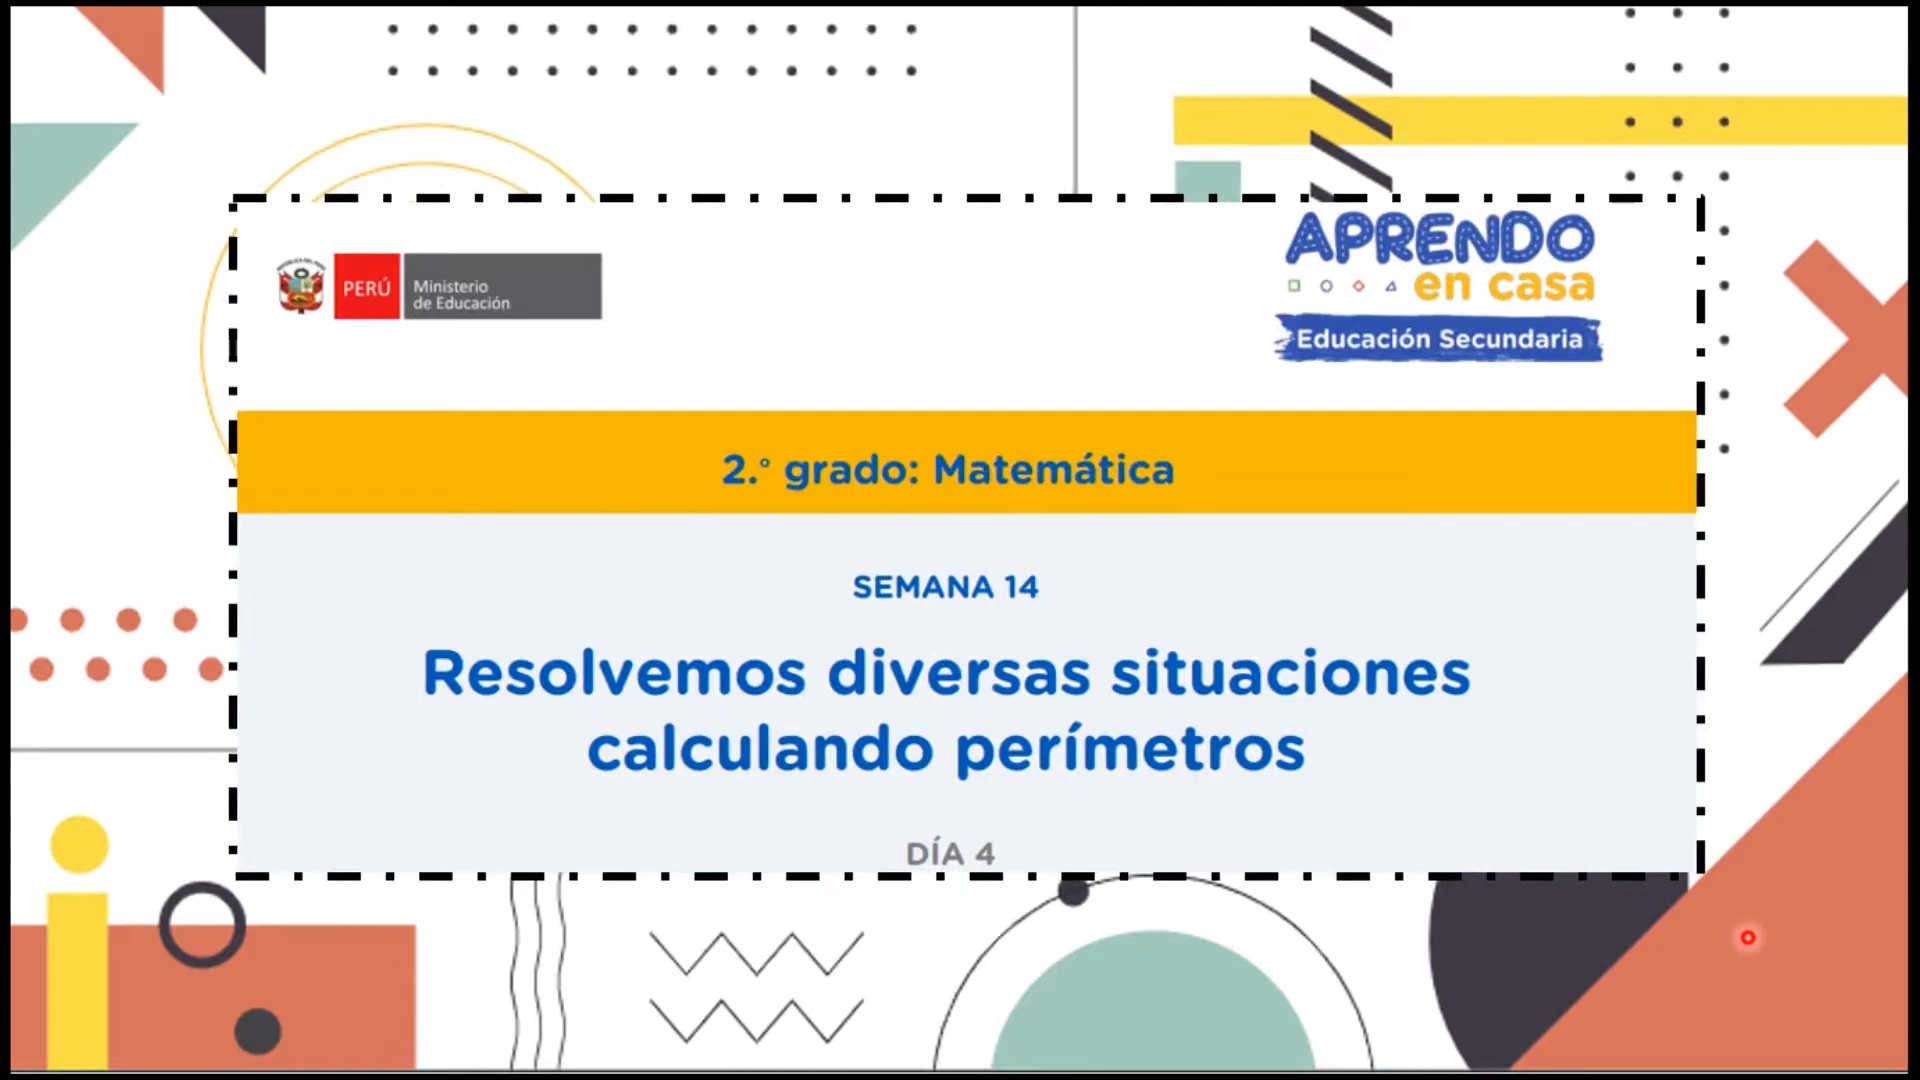 PERÚ
Ministerio
de Educación
APRENDO
en casa
Educación Secundaria
2.° grado: Matemática
SEMANA 14
Resolvemos diversas situaciones
calculando perímetros
DÍA 4